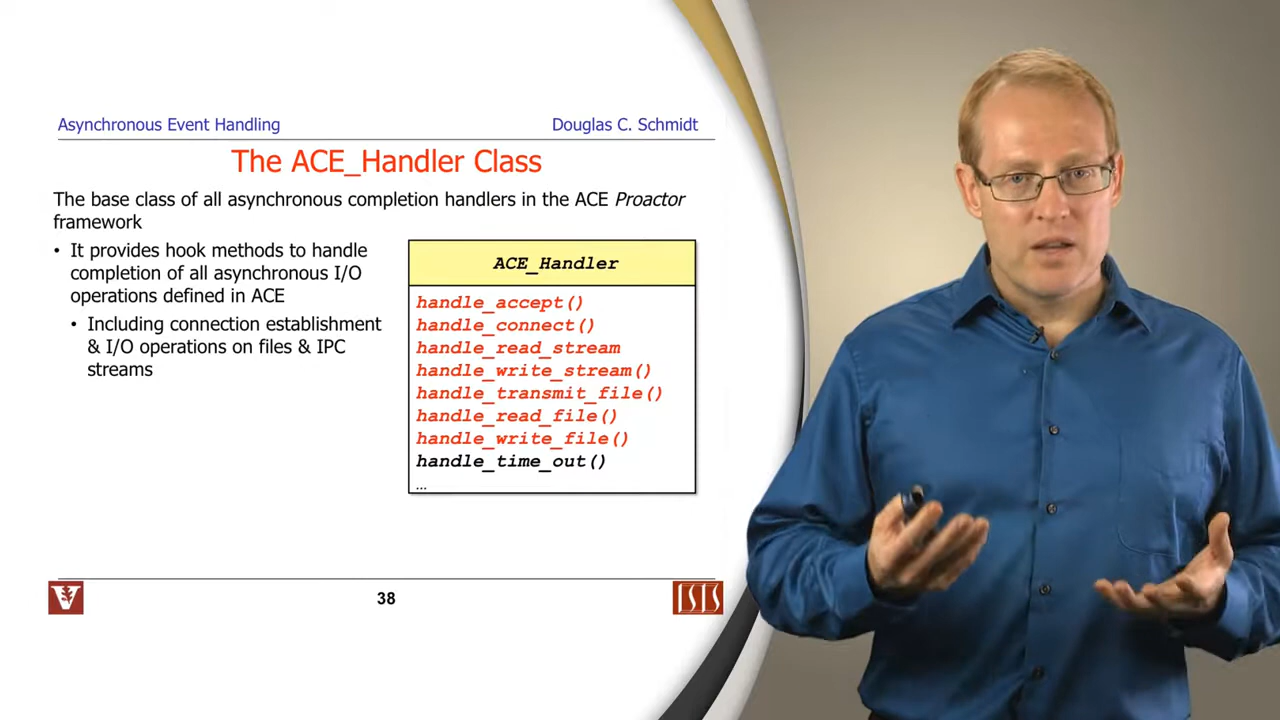 Asynchronous Event Handling
Douglas C. Schmidt
The ACE_Handler Class
The base class of all asynchronous completion handlers in the ACE Proactor
framework
• It provides hook methods to handle
completion of all asynchronous I/O
operations defined in ACE
• Including connection establishment
& I/O operations on files & IPC
streams
ACE_Handler
handle_accept()
handle_connect()
handle_read_stream
handle_write_stream()
handle_transmit_file()
handle_read_file()
handle_write_file()
handle_time_out()
...
V
38
ISIS